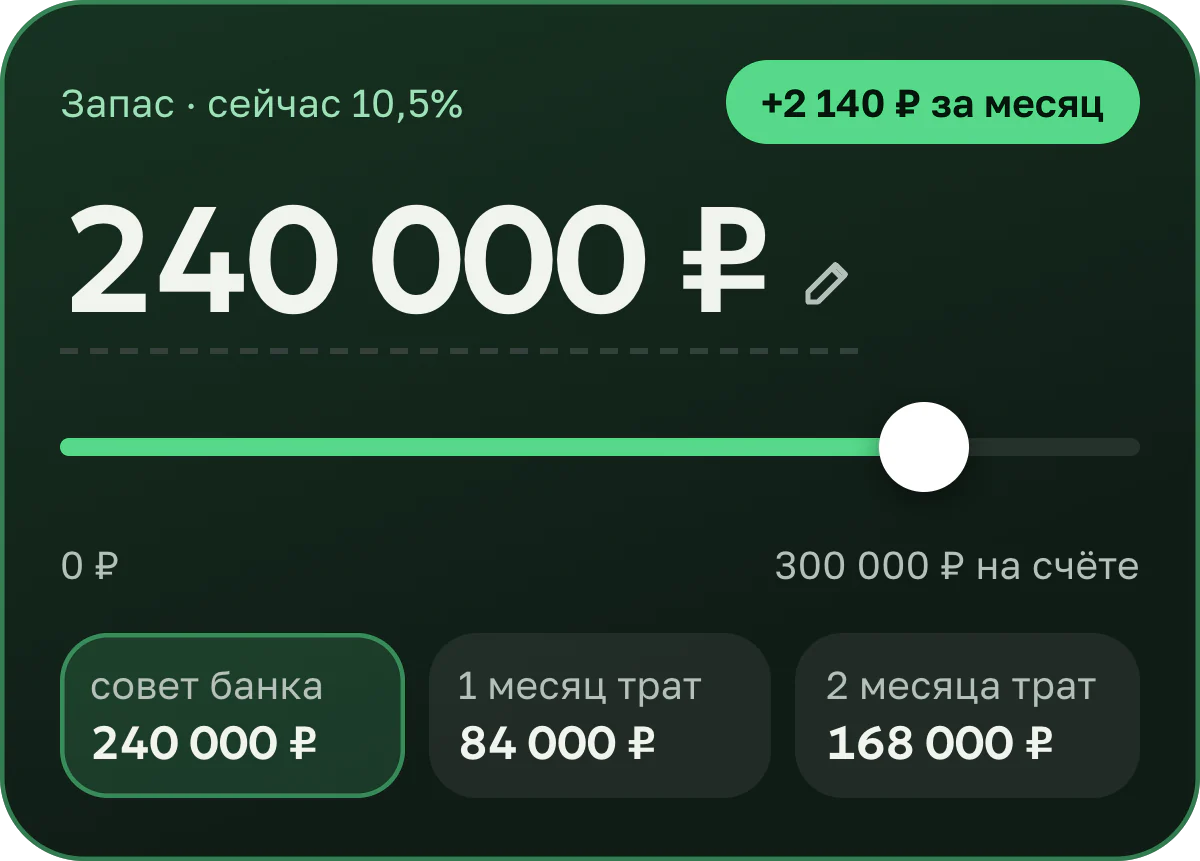 Запас · сейчас 10,5%
+2 140 ₽ за месяц
240 000 ₽
0 ₽
300 000 ₽ на счёте
совет банка
240 000 ₽
1 месяц трат
84 000 ₽
2 месяца трат
168 000 ₽